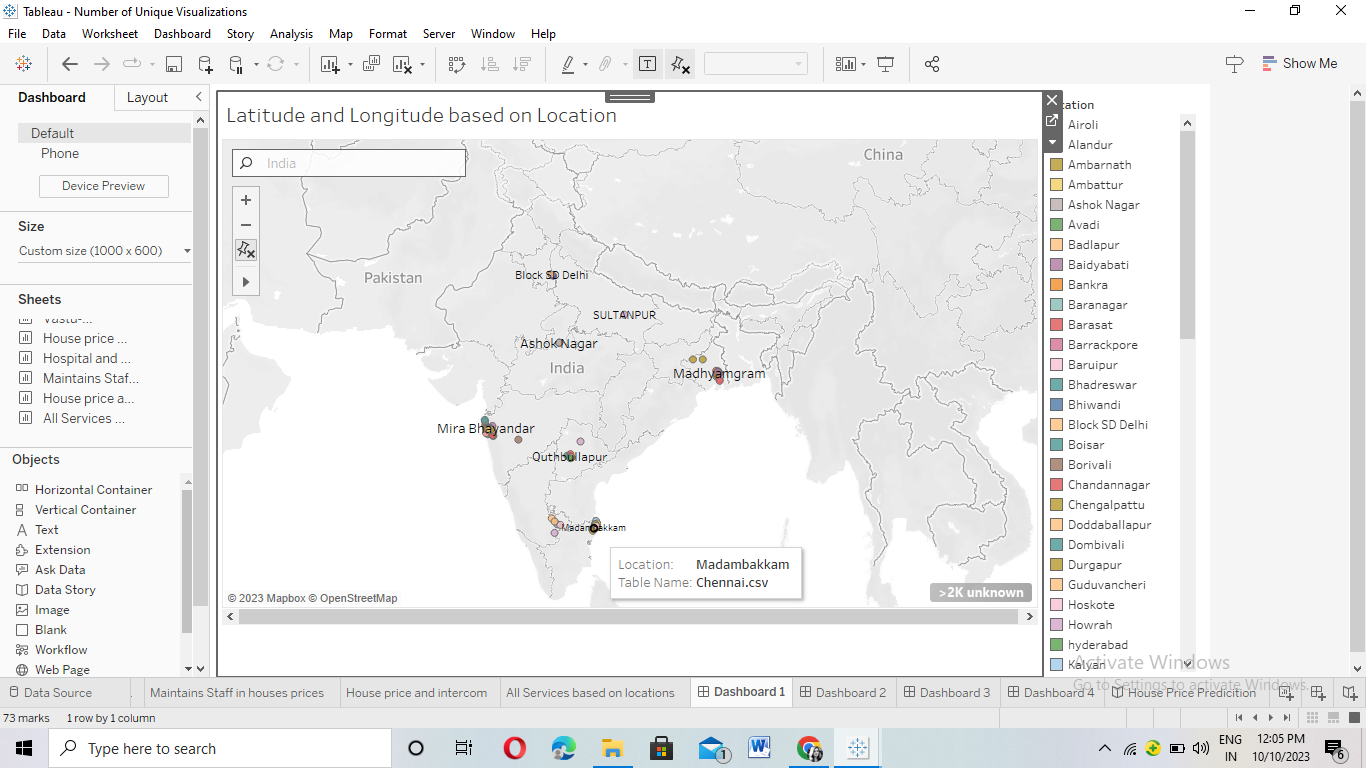 Tableau - Number of Unique Visualizations
File Data Worksheet Dashboard Story Analysis Map Format Server Window Help
Show Me
Dashboard Layout
Default
Phone
Device Preview
Size
Custom size (1000 x 600)
Sheets
House price ...
Hospital and ...
Maintains Staf...
House price a...
All Services ...
Objects
Horizontal Container
Vertical Container
Text
Extension
Ask Data
Data Story
Image
Blank
Workflow
Web Page
Latitude and Longitude based on Location
India
China
Pakistan
Block SD Delhi
SULTANPUR
Ashok Nagar
India
Madhyamgram
Mira Bhayandar
Quthbullapur
Madambakkam
Location: Madambakkam
Table Name: Chennai.csv
>2K unknown
© 2023 Mapbox © OpenStreetMap
Airoli
Alandur
Ambarnath
Ambattur
Ashok Nagar
Avadi
Badlapur
Baidyabati
Bankra
Baranagar
Barasat
Barrackpore
Baruipur
Bhadreswar
Bhiwandi
Block SD Delhi
Boisar
Borivali
Chandannagar
Chengalpattu
Doddaballapur
Dombivali
Durgapur
Guduvancheri
Hoskote
Howrah
hyderabad
Kalyan
Activate Windows
Go to Settings to activate Windows.
Data Source
Maintains Staff in houses prices
House price and intercom
All Services based on locations
Dashboard 1
Dashboard 2
Dashboard 3
Dashboard 4
House Price Predicition
73 marks 1 row by 1 column
Type here to search
1
ENG
IN
12:05 PM
10/10/2023
6